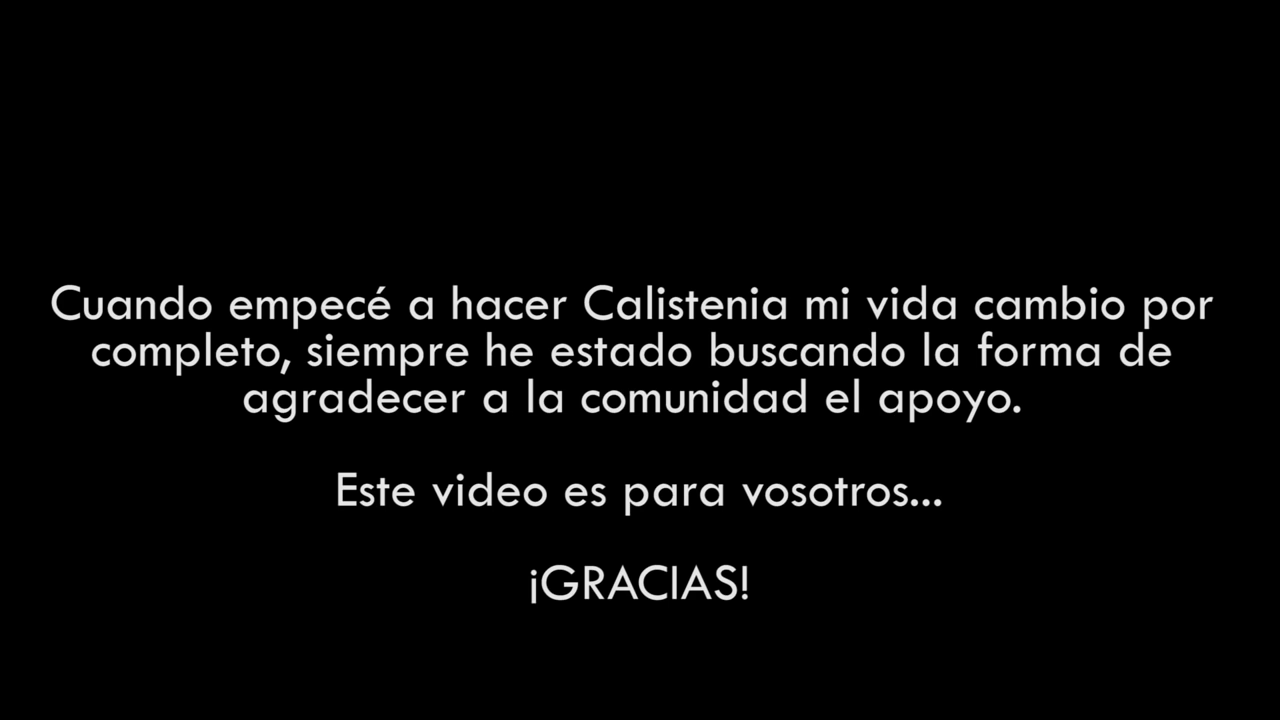 Cuando empecé a hacer Calistenia mi vida cambio por
completo, siempre he estado buscando la forma de
agradecer a la comunidad el apoyo.
Este video es para vosotros...
¡GRACIAS!